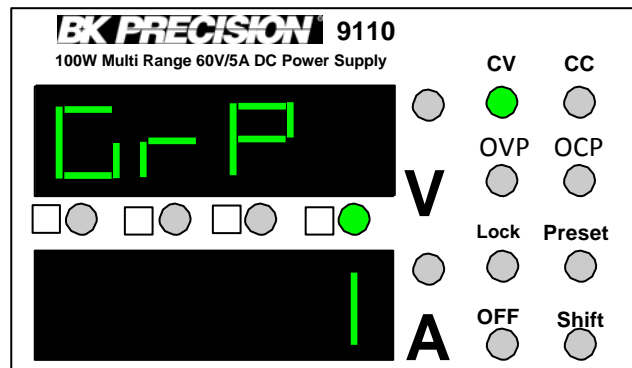 BK PRECISION® 9110
100W Multi Range 60V/5A DC Power Supply
CV CC
GrP
OVP OCP
V
Lock Preset
1
A
OFF Shift